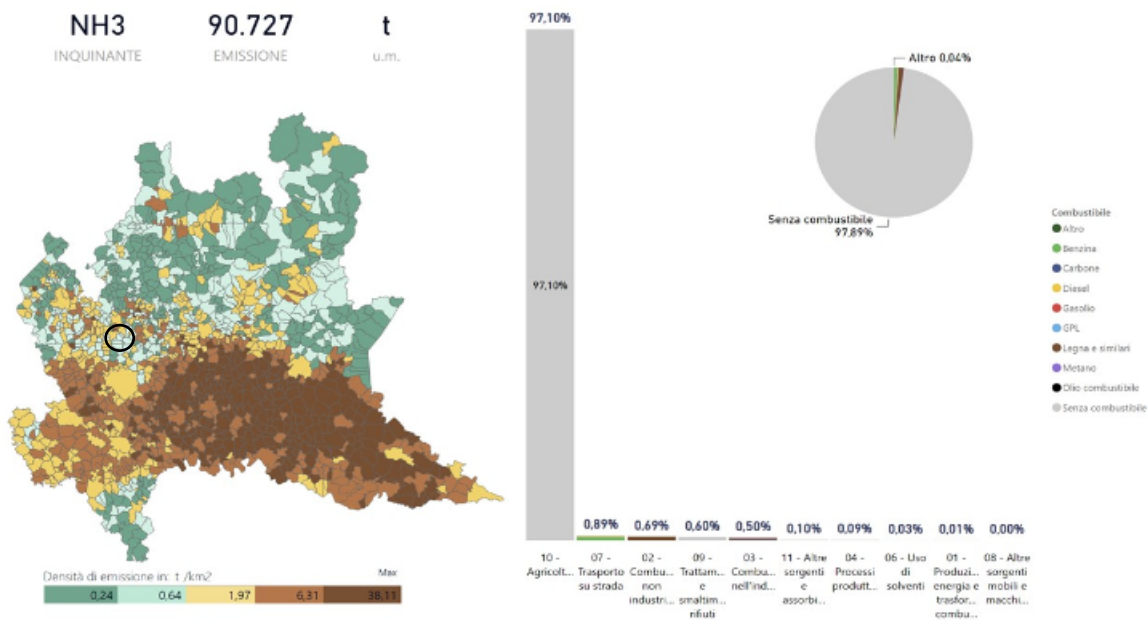 NH3
90.727
t
INQUINANTE
EMISSIONE
u.m.
97,10%
97,10%
0,89%
0,69%
0,60%
0,50%
0,10%
0,09%
0,03%
0,01%
0,00%
10 -
Agricolt...
07 -
Trasporto
su strada
02 -
Combu...
non
industri...
09 -
Trattam...
e
smaltim...
rifiuti
03 -
Combu...
nell'ind...
11 - Altre
sorgenti
e
assorbi...
04 -
Processi
produtt...
06 - Uso
di
solventi
01 -
Produzi...
energia e
trasfor...
combu...
08 - Altre
sorgenti
mobili e
macchi...
Altro 0,04%
Senza combustibile
97,89%
Combustibile
Altro
Benzina
Carbone
Diesel
Gasolio
GPL
Legna e similari
Metano
Olio combustibile
Senza combustibile
Densità di emissione in: t /km2
Max
0,24
0,64
1,97
6,31
38,11